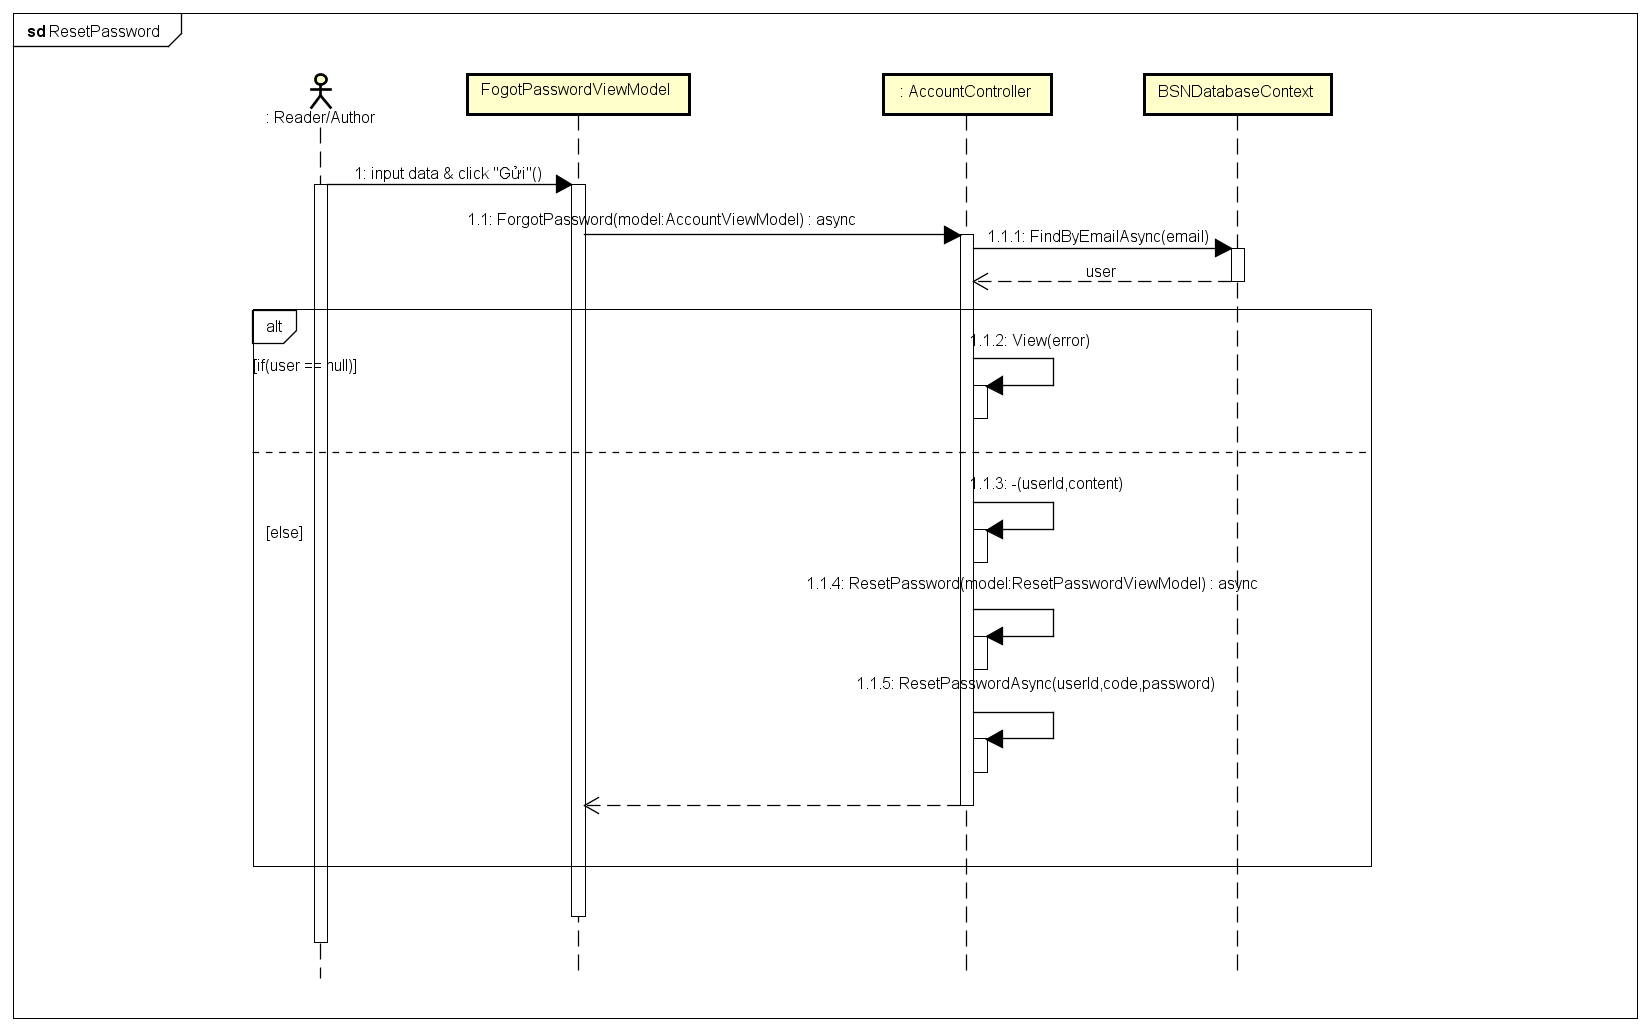 sd ResetPassword
: Reader/Author
FogotPasswordViewModel
: AccountController
BSNDatabaseContext
1: input data & click "Gửi"()
1.1: ForgotPassword(model:AccountViewModel) : async
1.1.1: FindByEmailAsync(email)
user
alt
1.1.2: View(error)
[if(user == null)]
1.1.3: -(userId,content)
[else]
1.1.4: ResetPassword(model:ResetPasswordViewModel) : async
1.1.5: ResetPasswordAsync(userId,code,password)